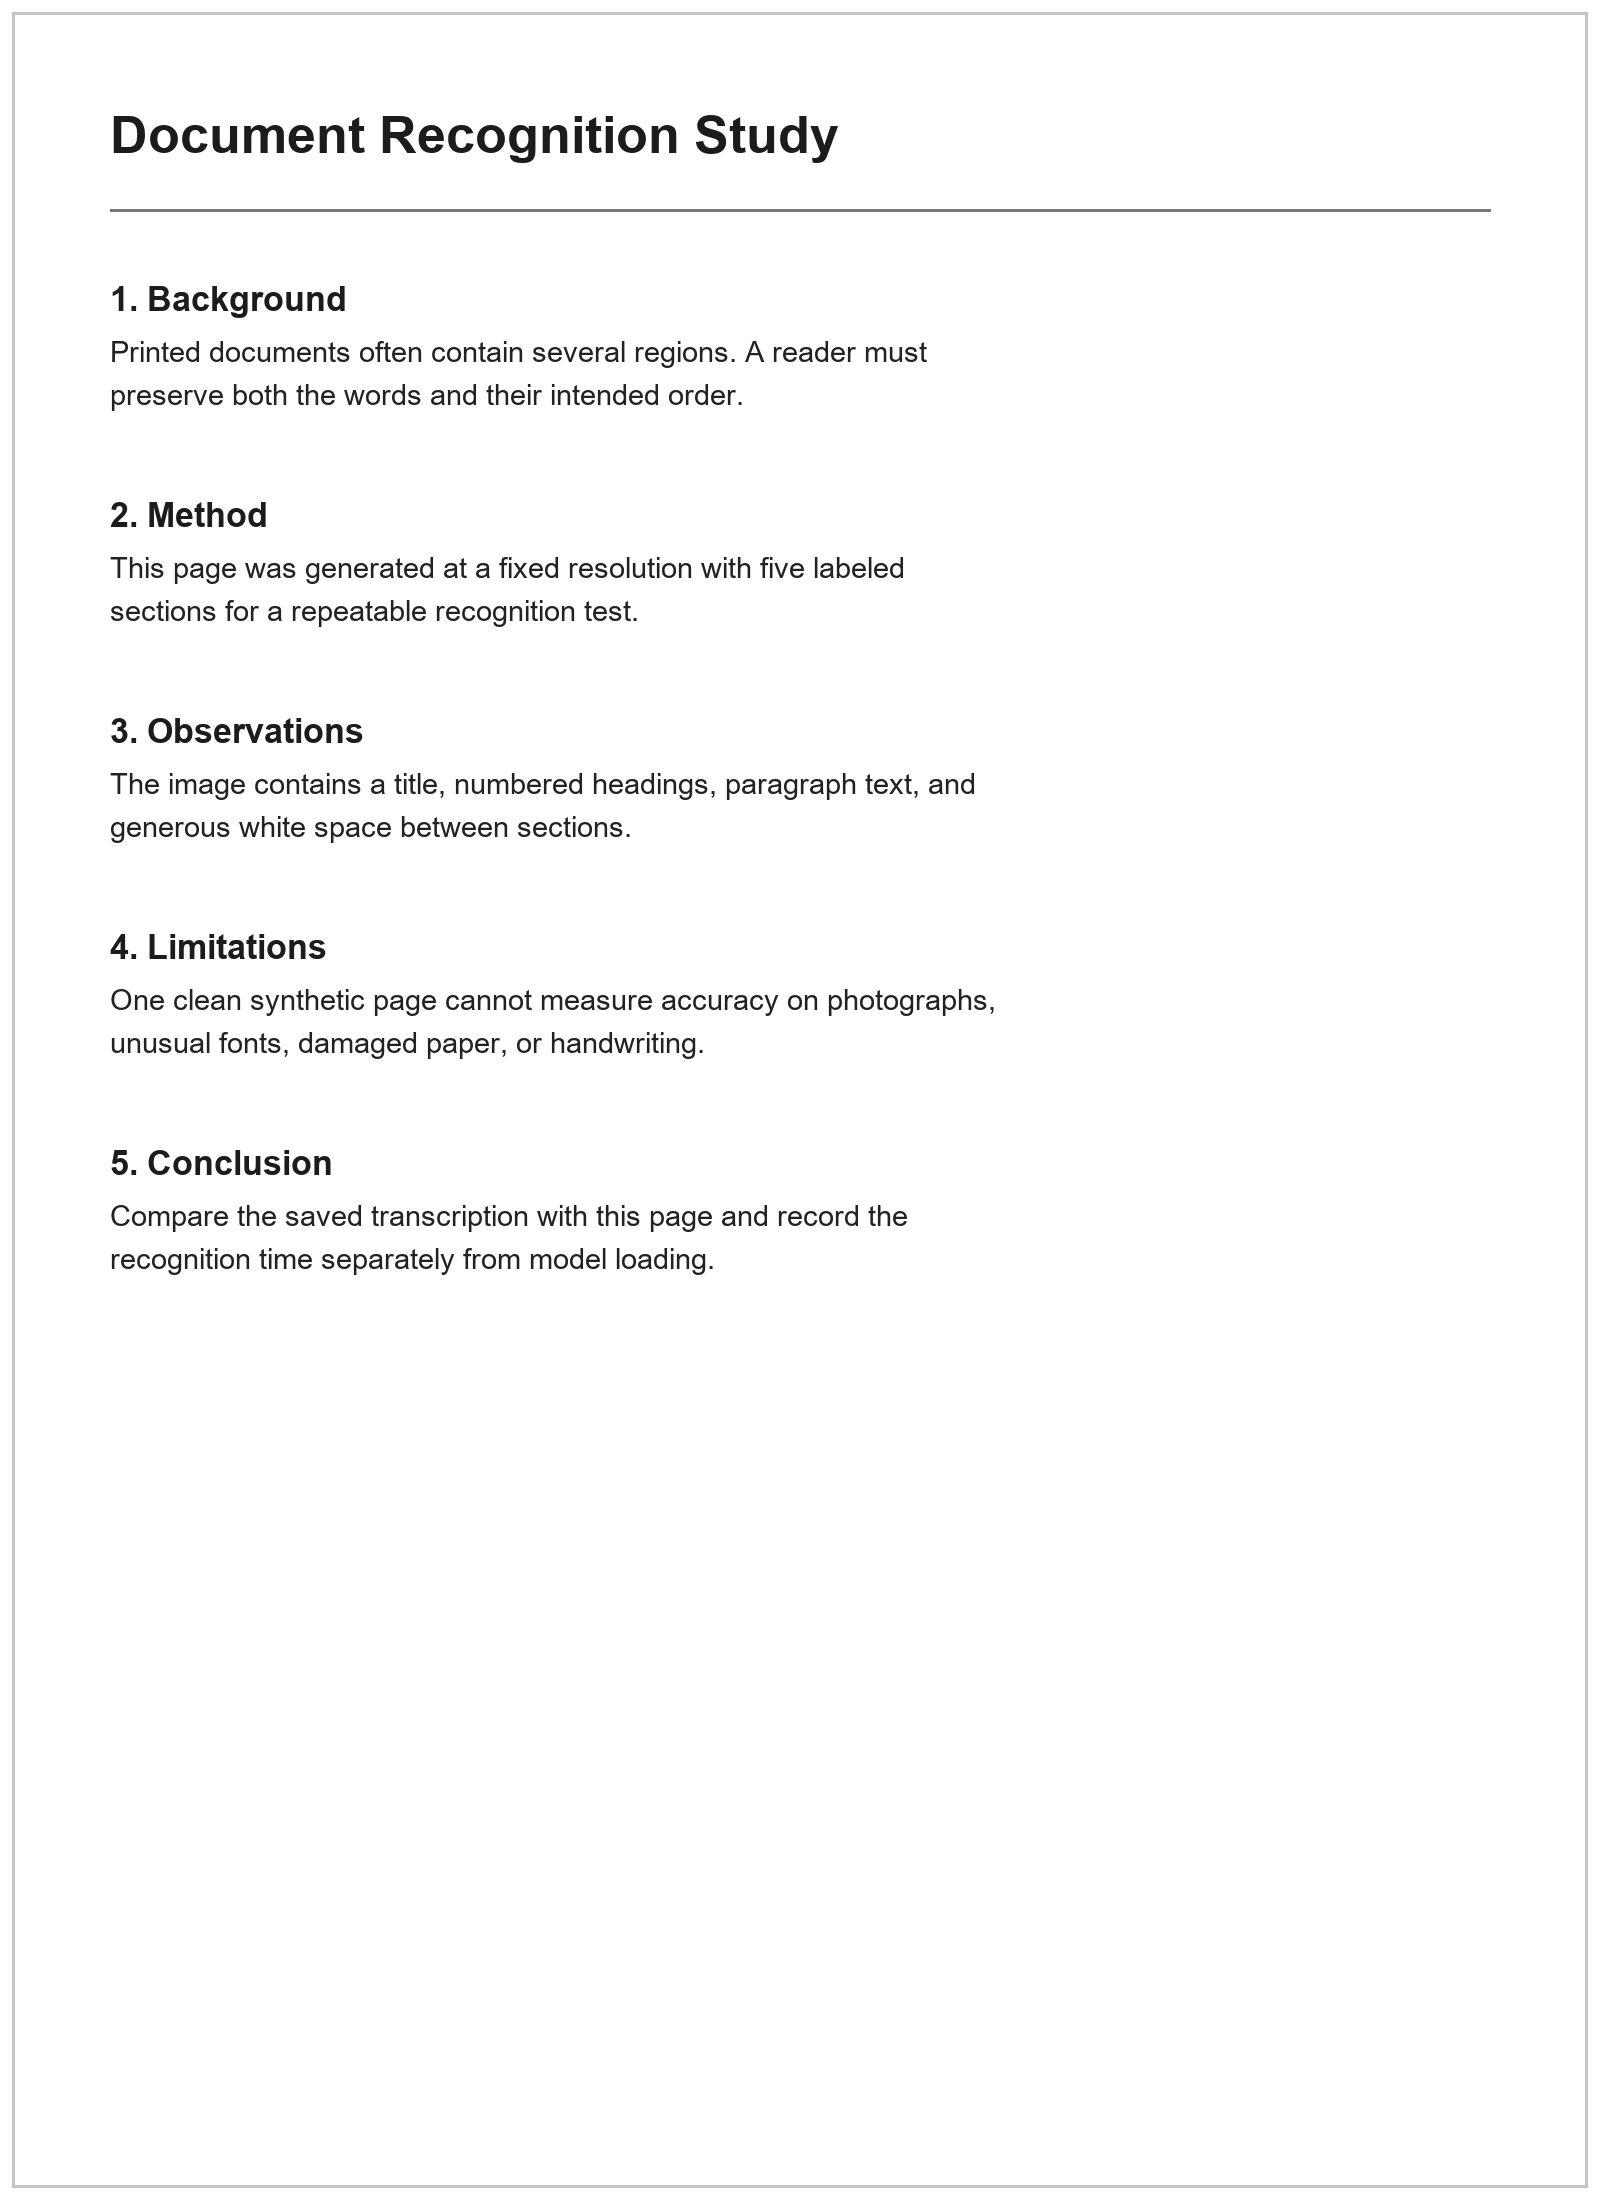 Document Recognition Study
1. Background
Printed documents often contain several regions. A reader must
preserve both the words and their intended order.
2. Method
This page was generated at a fixed resolution with five labeled
sections for a repeatable recognition test.
3. Observations
The image contains a title, numbered headings, paragraph text, and
generous white space between sections.
4. Limitations
One clean synthetic page cannot measure accuracy on photographs,
unusual fonts, damaged paper, or handwriting.
5. Conclusion
Compare the saved transcription with this page and record the
recognition time separately from model loading.